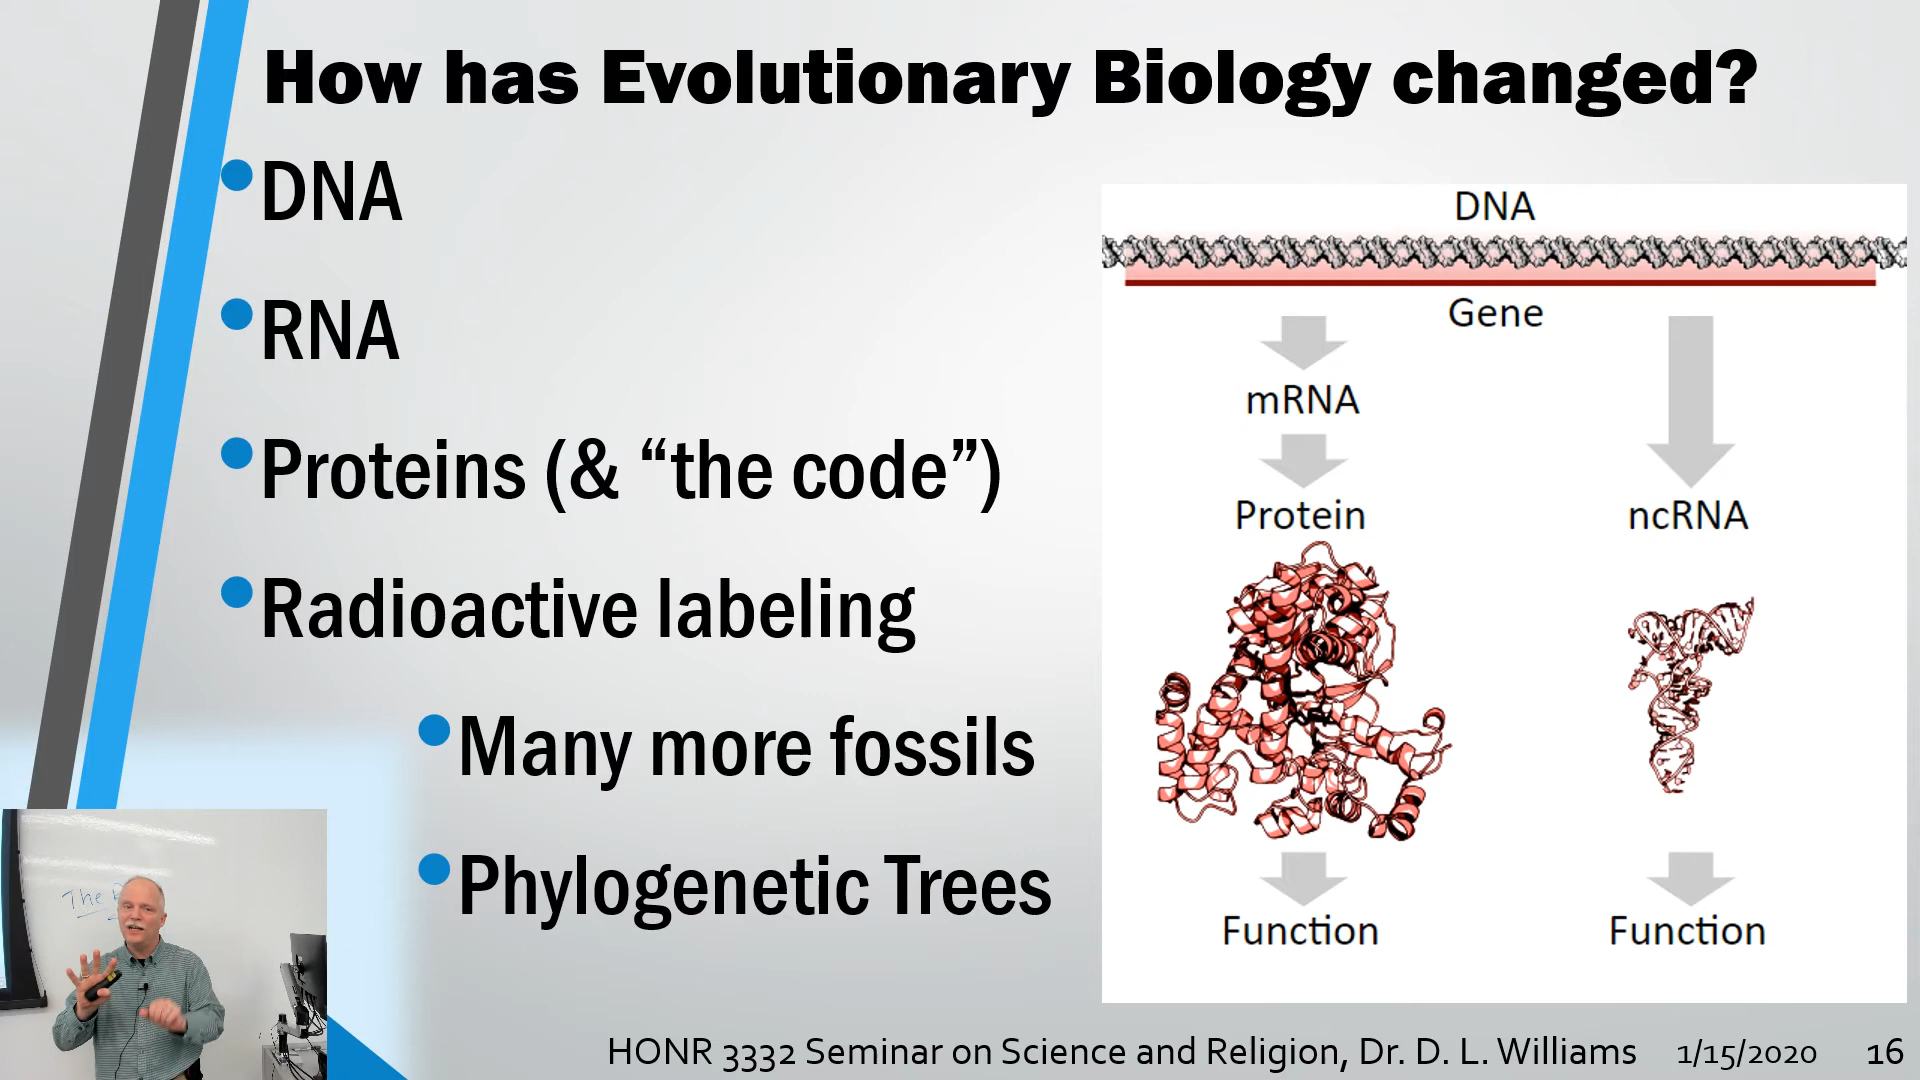 How has Evolutionary Biology changed?
DNA
RNA
Proteins (& “the code”)
Radioactive labeling
Many more fossils
Phylogenetic Trees
DNA
Gene
mRNA
Protein
ncRNA
Function
Function
The
HONR 3332 Seminar on Science and Religion, Dr. D. L. Williams 1/15/2020 16